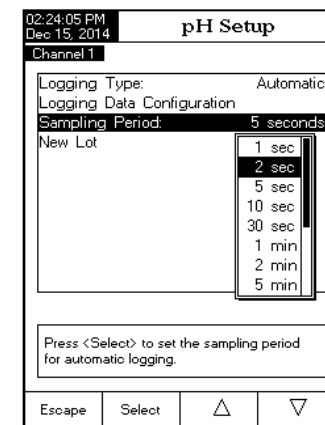 02:24:05 PM
Dec 15, 2014
pH Setup
Channel 1
Logging Type: Automatic
Logging Data Configuration
Sampling Period: 5 seconds
New Lot
1 sec
2 sec
5 sec
10 sec
30 sec
1 min
2 min
5 min
Press <Select> to set the sampling period
for automatic logging.
Escape Select △ ▽